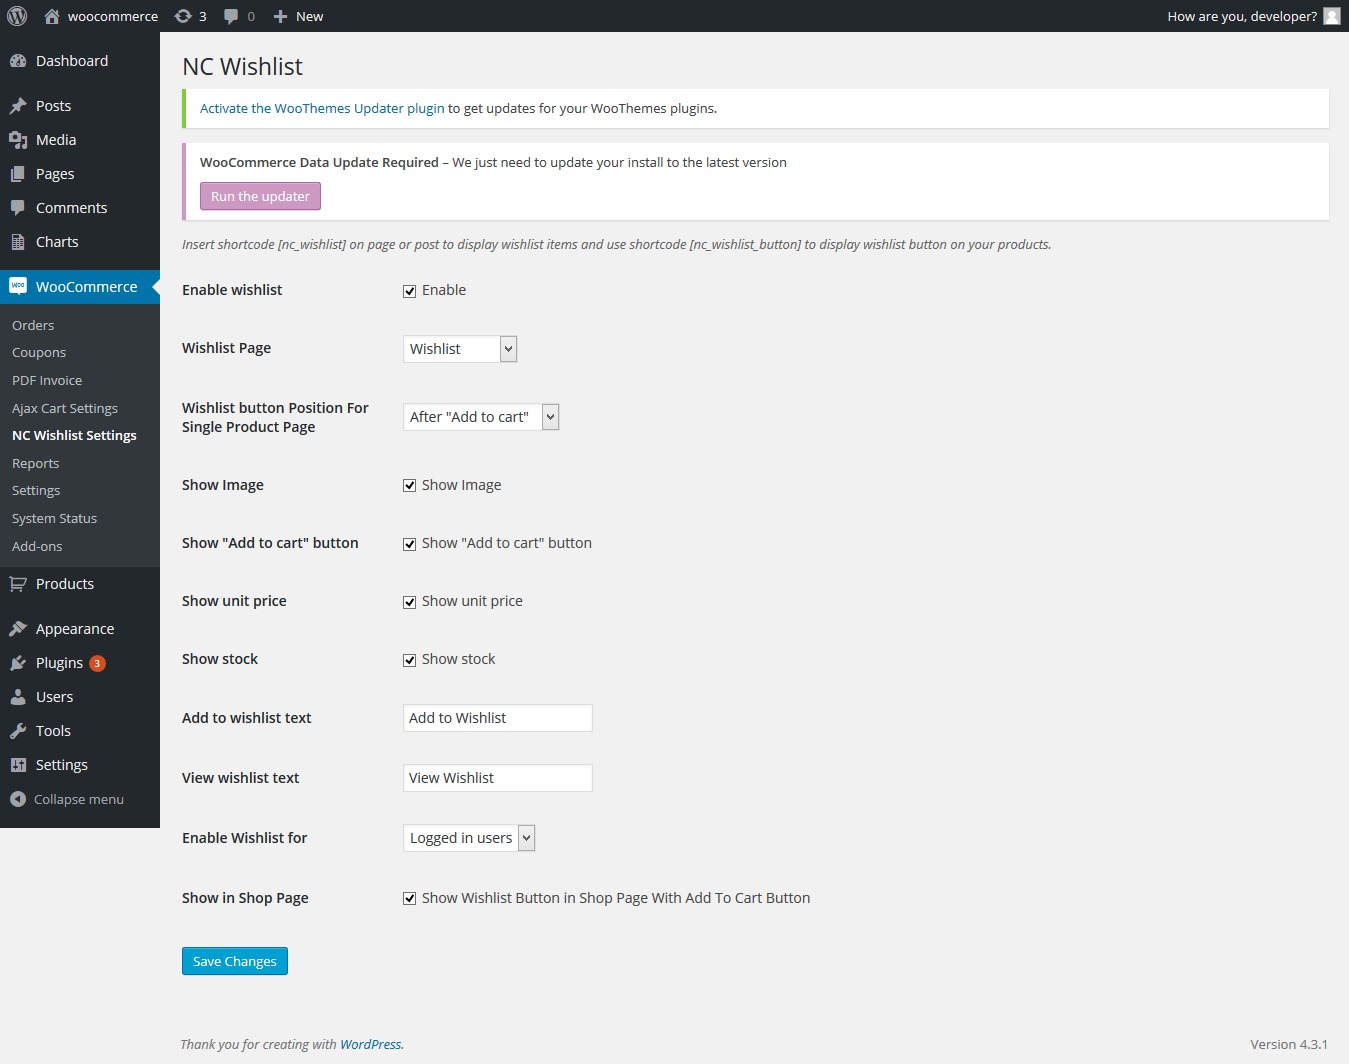 woocommerce 3 0 New How are you, developer?
Dashboard
Posts
Media
Pages
Comments
Charts
woo WooCommerce
Orders
Coupons
PDF Invoice
Ajax Cart Settings
NC Wishlist Settings
Reports
Settings
System Status
Add-ons
Products
Appearance
Plugins 3
Users
Tools
Settings
Collapse menu
NC Wishlist
Activate the WooThemes Updater plugin to get updates for your WooThemes plugins.
WooCommerce Data Update Required – We just need to update your install to the latest version
Run the updater
Insert shortcode [nc_wishlist] on page or post to display wishlist items and use shortcode [nc_wishlist_button] to display wishlist button on your products.
Enable wishlist Enable
Wishlist Page Wishlist
Wishlist button Position For
Single Product Page
After "Add to cart"
Show Image Show Image
Show "Add to cart" button Show "Add to cart" button
Show unit price Show unit price
Show stock Show stock
Add to wishlist text Add to Wishlist
View wishlist text View Wishlist
Enable Wishlist for Logged in users
Show in Shop Page Show Wishlist Button in Shop Page With Add To Cart Button
Save Changes
Thank you for creating with WordPress. Version 4.3.1